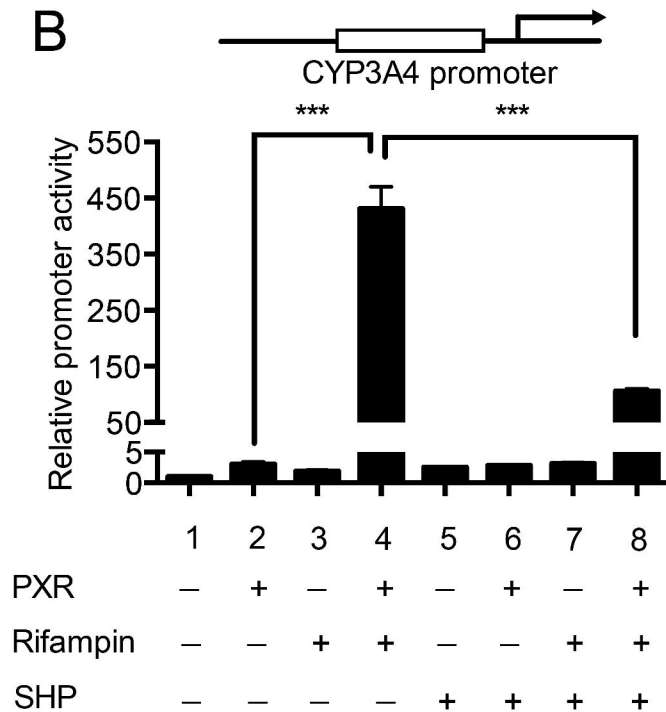 B
CYP3A4 promoter
*** ***
Relative promoter activity
550
450
350
250
150
50
5
0
1 2 3 4 5 6 7 8
PXR – + – + – + – +
Rifampin – – + + – – + +
SHP – – – – + + + +